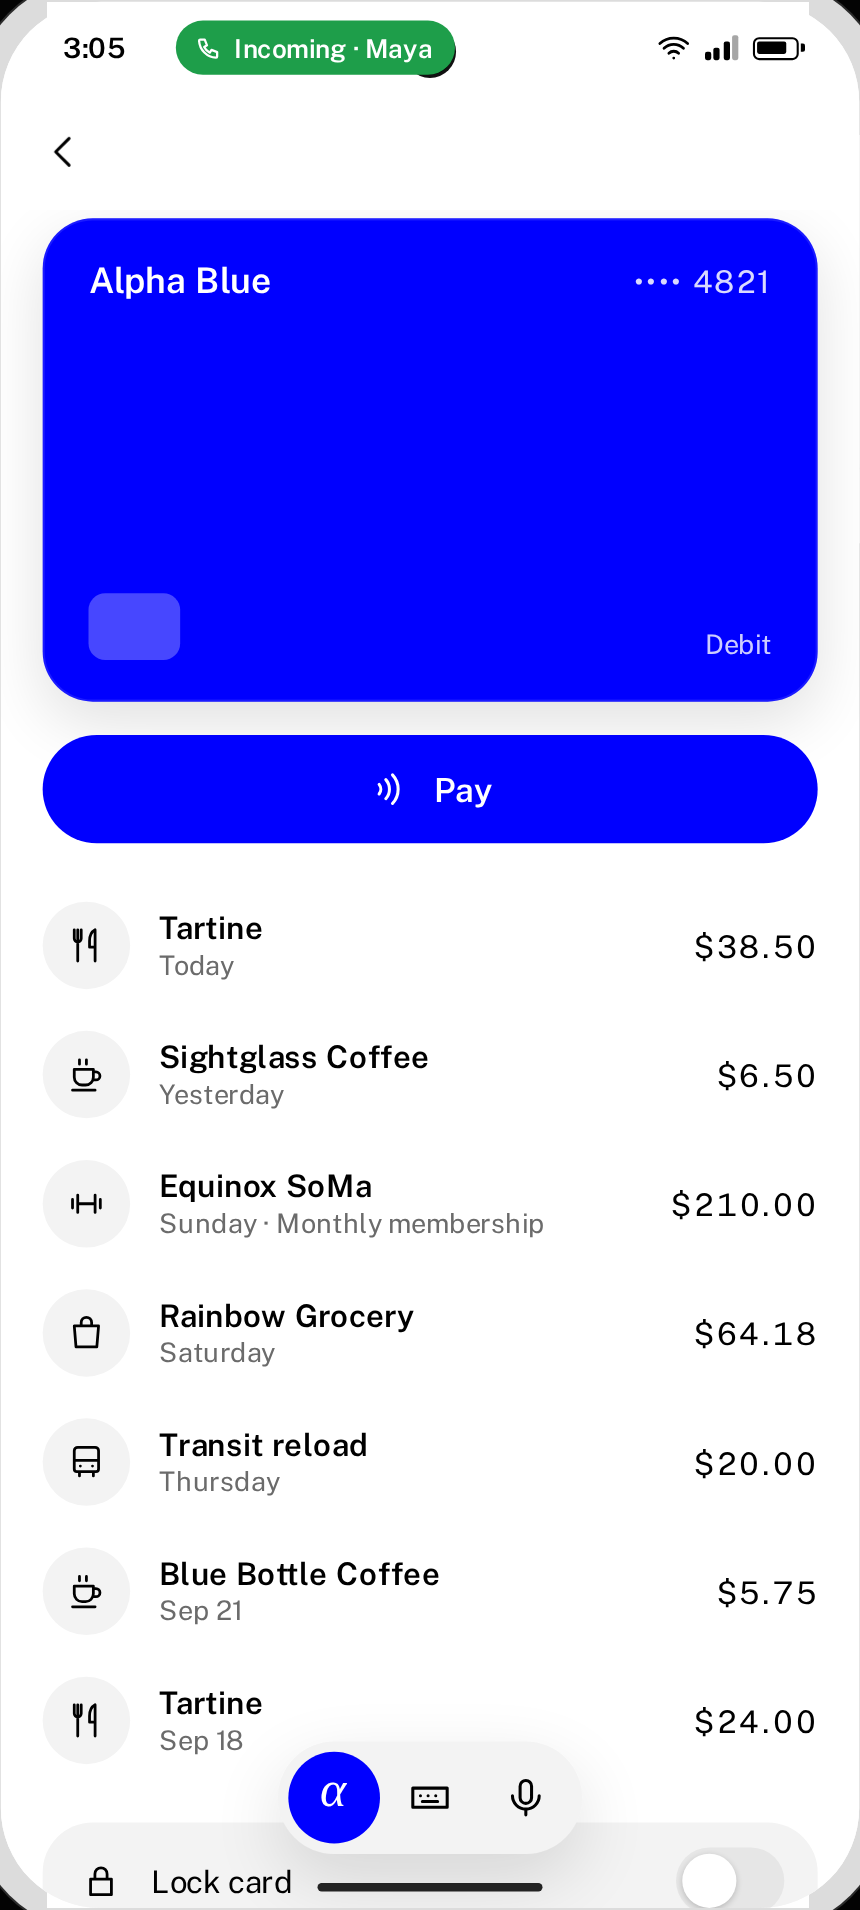 3:05
Incoming · Maya
Alpha Blue
•••• 4821
Debit
Pay
Tartine
Today
$38.50
Sightglass Coffee
Yesterday
$6.50
Equinox SoMa
Sunday · Monthly membership
$210.00
Rainbow Grocery
Saturday
$64.18
Transit reload
Thursday
$20.00
Blue Bottle Coffee
Sep 21
$5.75
Tartine
Sep 18
$24.00
α
Lock card